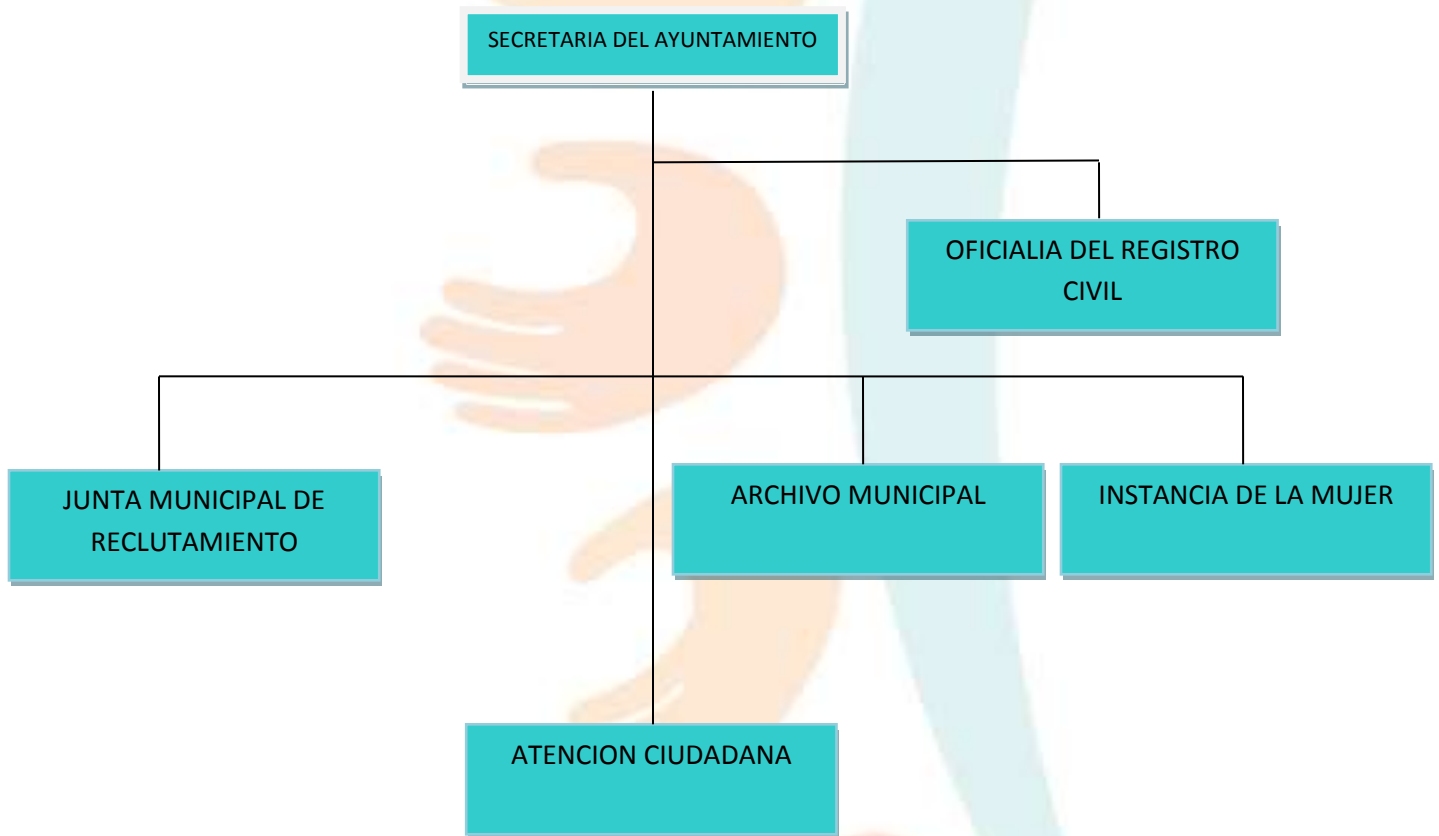 SECRETARIA DEL AYUNTAMIENTO
OFICIALIA DEL REGISTRO
CIVIL
JUNTA MUNICIPAL DE
RECLUTAMIENTO
ARCHIVO MUNICIPAL
INSTANCIA DE LA MUJER
ATENCION CIUDADANA